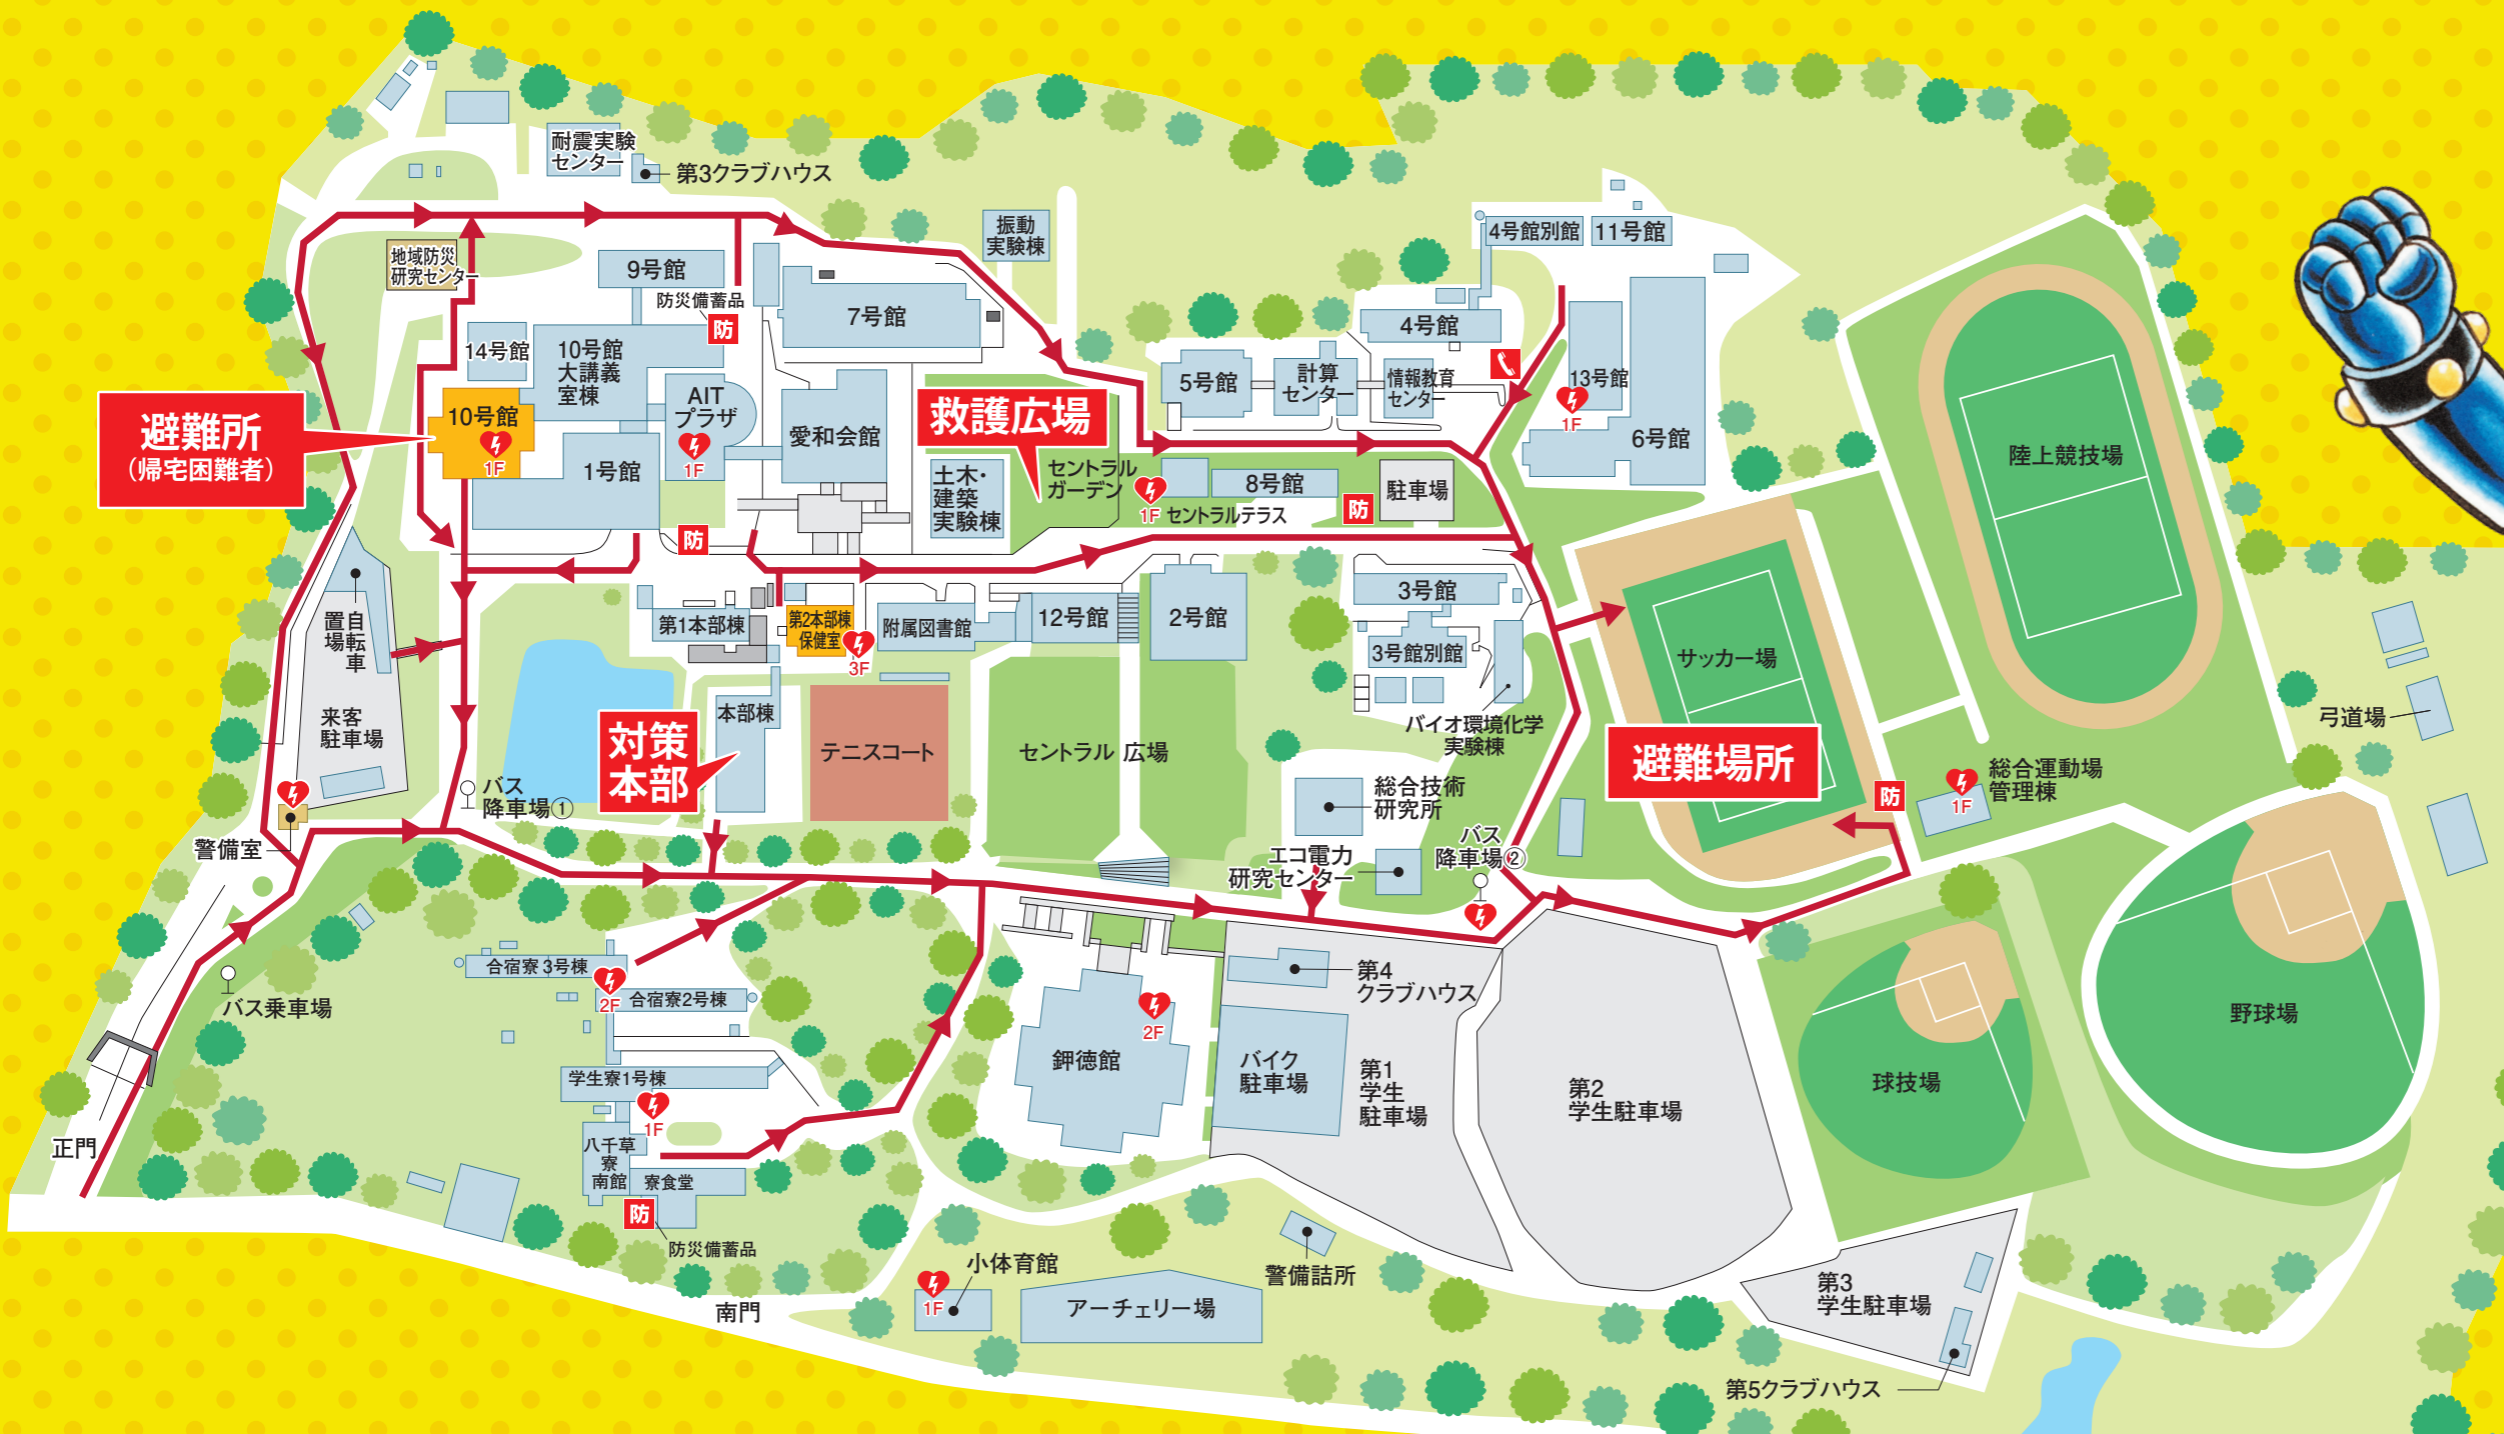 耐震実験
センター
第3クラブハウス
振動
実験棟
4号館別館
11号館
地域防災
研究センター
9号館
防災備蓄品
防
7号館
4号館
14号館
10号館
大講義
室棟
AIT
プラザ
1F
5号館
計算
センター
情報教育
センター
13号館
1F
6号館
避難所
(帰宅困難者)
10号館
1F
1号館
愛和会館
救護広場
土木・
建築
実験棟
セントラル
ガーデン
1F
セントラルテラス
8号館
防
駐車場
陸上競技場
防
自転車
置場
第1本部棟
第2本部棟
保健室
3F
附属図書館
12号館
2号館
3号館
3号館別館
バイオ環境化学
実験棟
サッカー場
来客
駐車場
対策
本部
本部棟
テニスコート
セントラル 広場
避難場所
弓道場
バス
降車場①
総合技術
研究所
防
総合運動場
管理棟
1F
警備室
エコ電力
研究センター
バス
降車場②
合宿寮 3号棟
2F
合宿寮2号棟
バス乗車場
第4
クラブハウス
鉀徳館
2F
バイク
駐車場
第1
学生
駐車場
第2
学生駐車場
球技場
野球場
学生寮1号棟
1F
正門
八千草
寮
南館
寮食堂
防
防災備蓄品
南門
小体育館
1F
アーチェリー場
警備詰所
第3
学生駐車場
第5クラブハウス